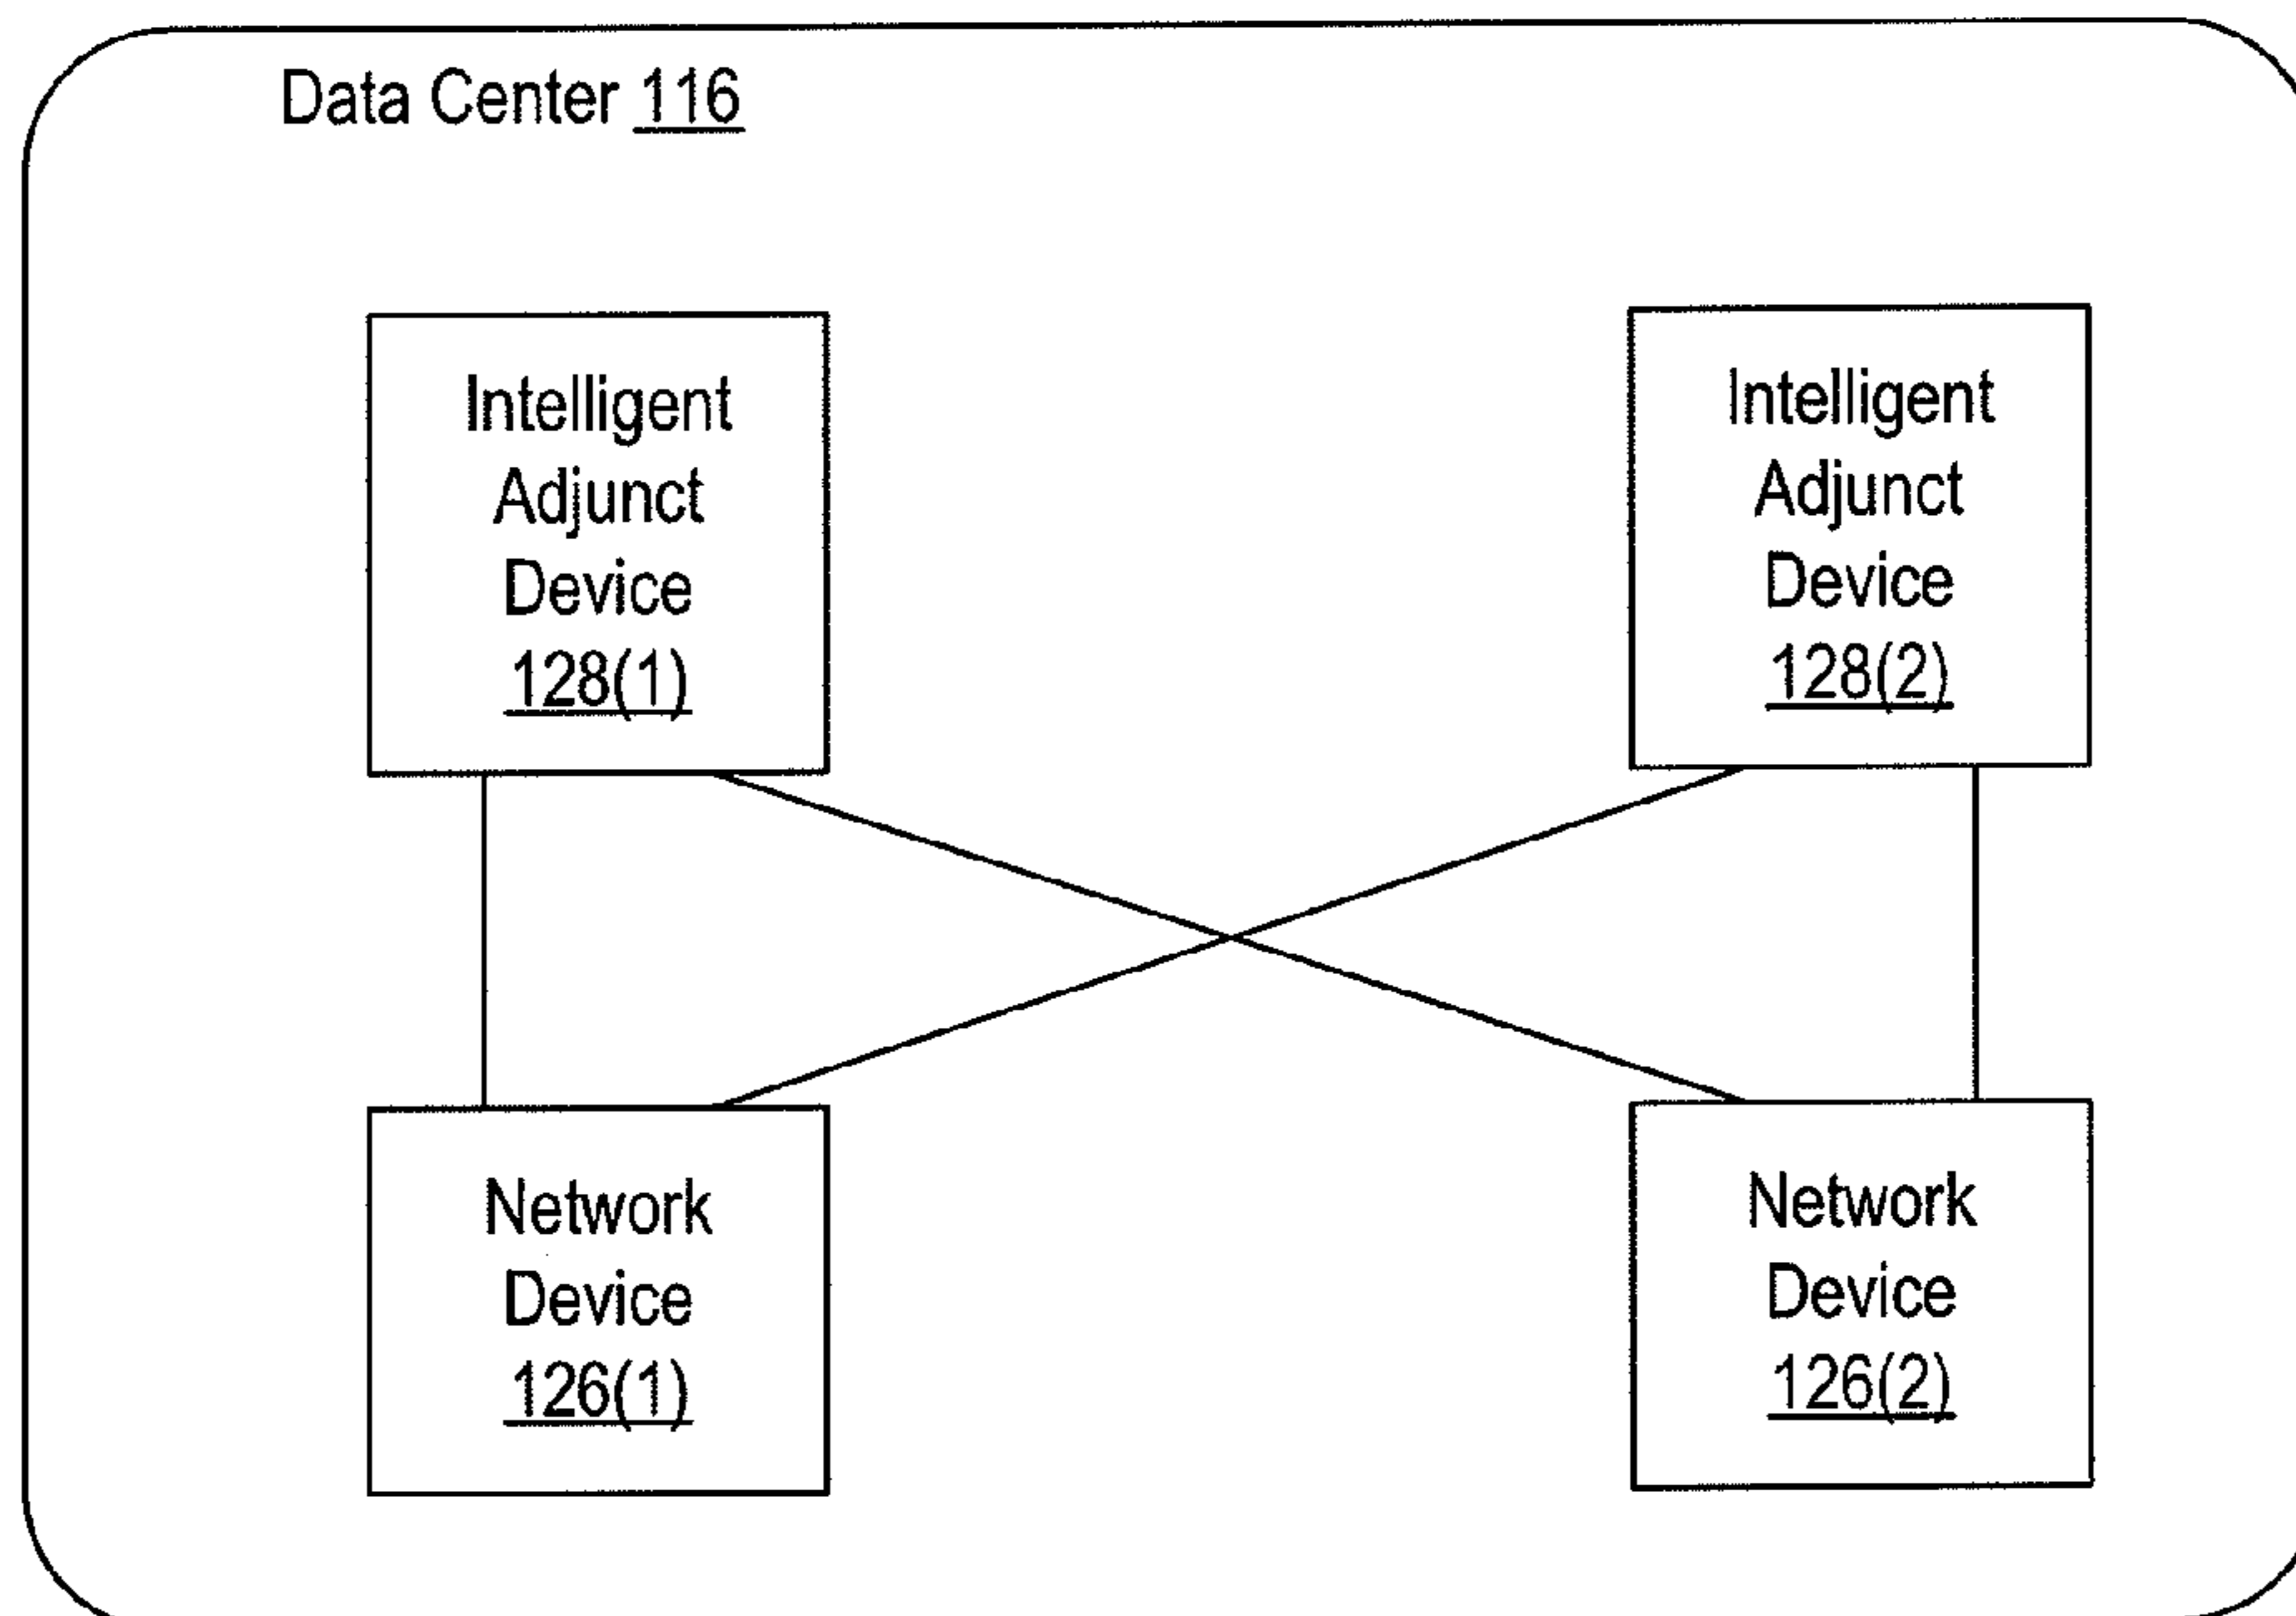 Data Center 116
Intelligent
Adjunct
Device
128(1)
Intelligent
Adjunct
Device
128(2)
Network
Device
126(1)
Network
Device
126(2)